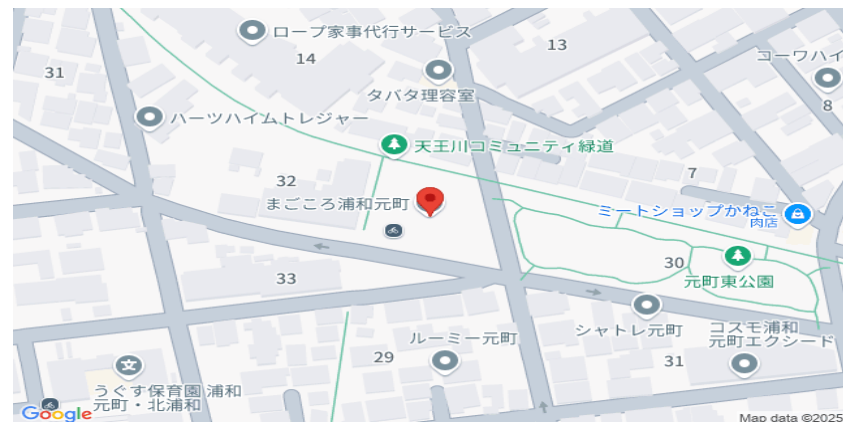 ロープ家事代行サービス
14
13
31
コーワハイ
タバタ理容室
8
ハーツハイムトレジャー
天王川コミュニティ緑道
7
32
まごころ浦和元町
ミートショップかねこ
肉店
30
元町東公園
33
シャトレ元町
コスモ浦和
元町エクシード
ルーミー元町
29
31
うぐす保育園 浦和
元町・北浦和
文
Google
Map data ©2025